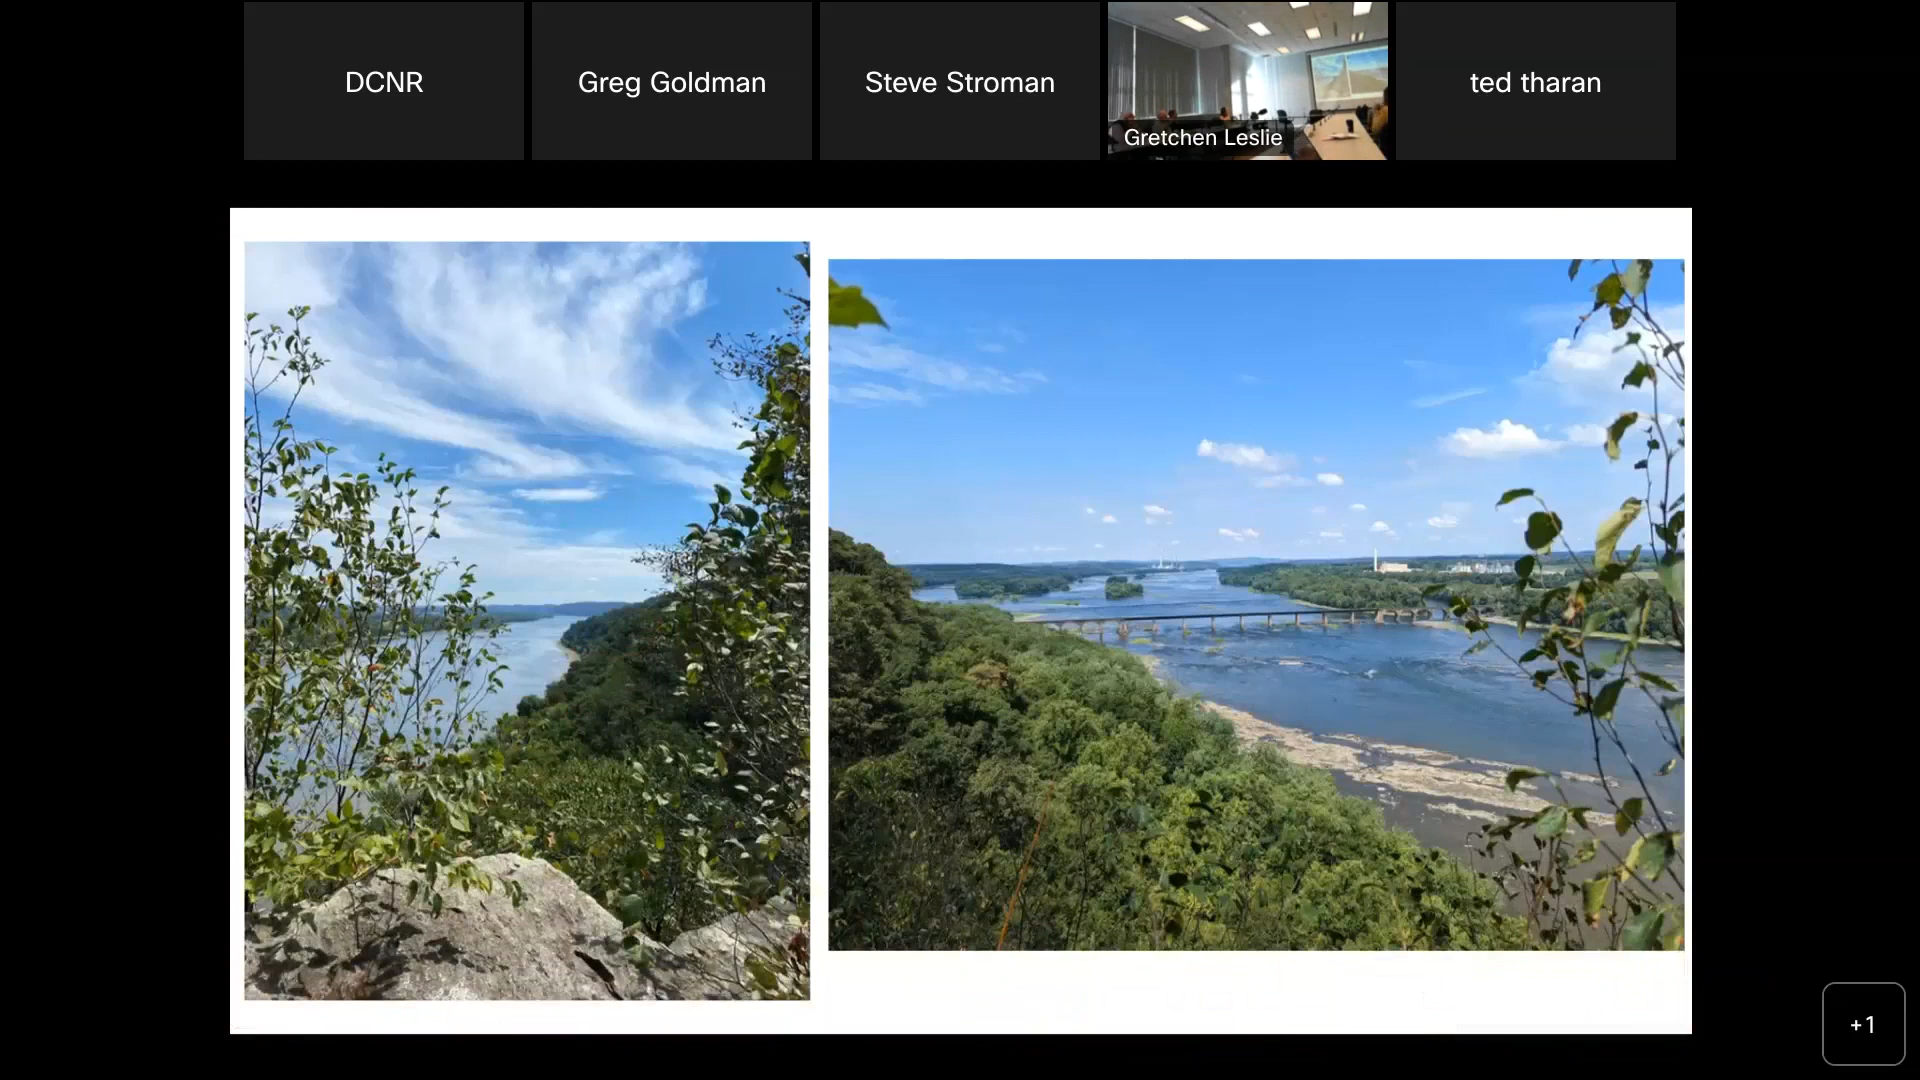 DCNR
Greg Goldman
Steve Stroman
Gretchen Leslie
ted tharan
+1